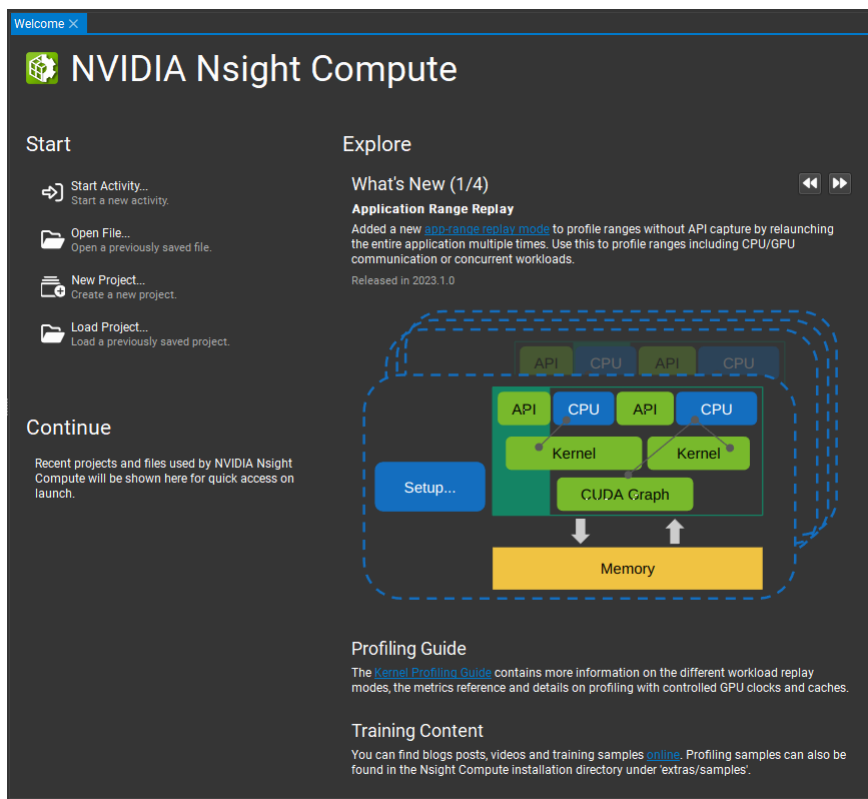 Welcome
NVIDIA Nsight Compute
Start
Start Activity...
Start a new activity.
Open File...
Open a previously saved file.
New Project...
Create a new project.
Load Project...
Load a previously saved project.
Continue
Recent projects and files used by NVIDIA Nsight
Compute will be shown here for quick access on
launch.
Explore
What's New (1/4)
Application Range Replay
Added a new app-range replay mode to profile ranges without API capture by relaunching
the entire application multiple times. Use this to profile ranges including CPU/GPU
communication or concurrent workloads.
Released in 2023.1.0
API CPU API CPU
API CPU API CPU
Kernel Kernel
Setup...
CUDA Graph
Memory
Profiling Guide
The Kernel Profiling Guide contains more information on the different workload replay
modes, the metrics reference and details on profiling with controlled GPU clocks and caches.
Training Content
You can find blogs posts, videos and training samples online. Profiling samples can also be
found in the Nsight Compute installation directory under 'extras/samples'.